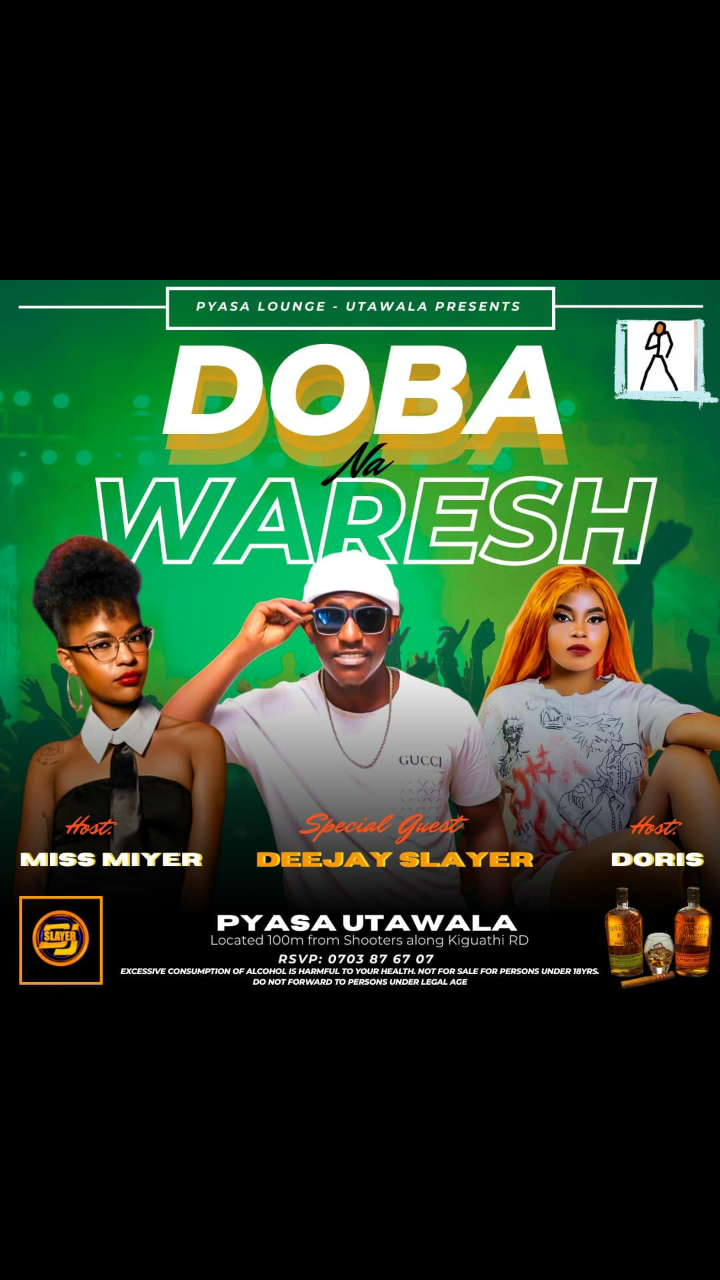 PYASA LOUNGE - UTAWALA PRESENTS
DOBA
Na
WARESH
GUCCI
Host:
MISS MIYER
Special Guest
DEEJAY SLAYER
Host:
DORIS
SLAYER
DJ
PYASA UTAWALA
Located 100m from Shooters along Kiguathi RD
RSVP: 0703 87 67 07
EXCESSIVE CONSUMPTION OF ALCOHOL IS HARMFUL TO YOUR HEALTH. NOT FOR SALE FOR PERSONS UNDER 18YRS.
DO NOT FORWARD TO PERSONS UNDER LEGAL AGE